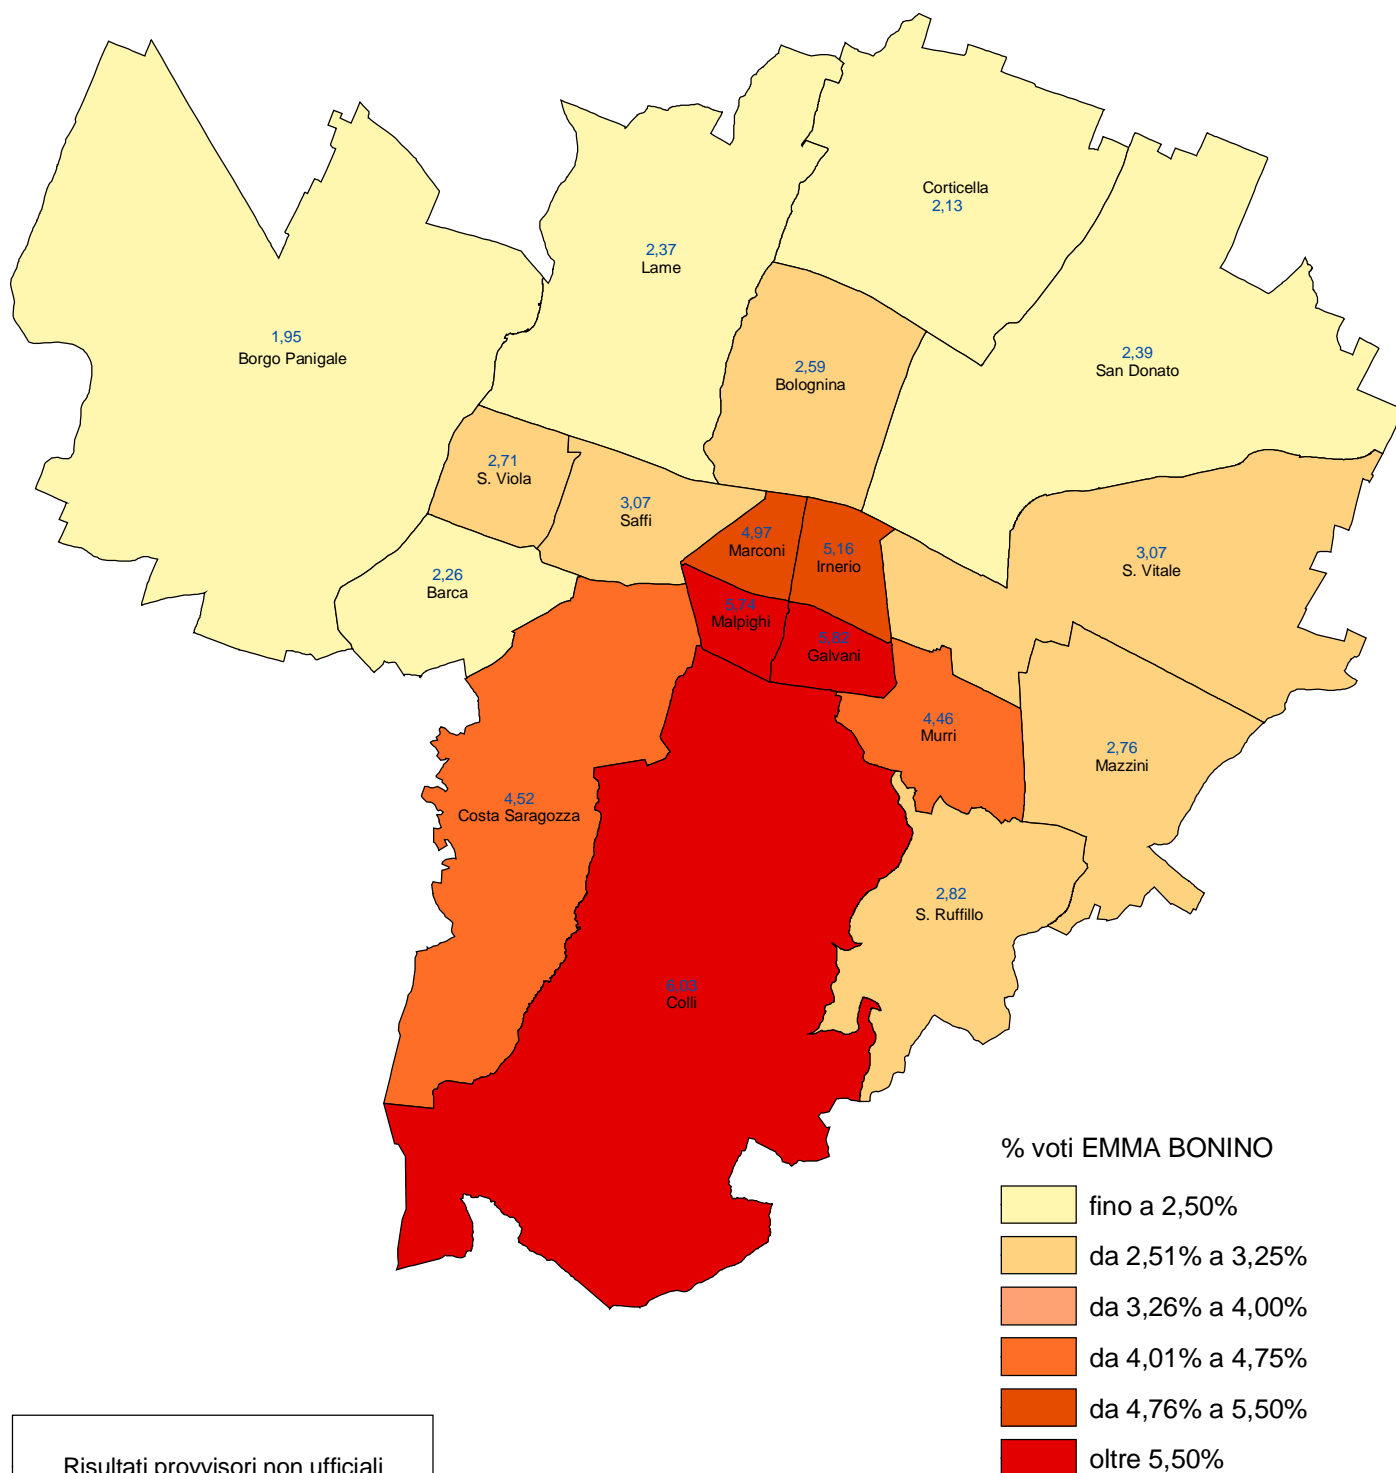 Corticella
2,13
2,37
Lame
1,95
Borgo Panigale
2,39
San Donato
2,59
Bolognina
2,71
S. Viola
3,07
Saffi
4,97
Marconi
5,16
Irnerio
3,07
S. Vitale
2,26
Barca
5,74
Malpighi
5,82
Galvani
4,46
Murri
2,76
Mazzini
4,52
Costa Saragozza
2,82
S. Ruffillo
6,03
Colli
% voti EMMA BONINO
fino a 2,50%
da 2,51% a 3,25%
da 3,26% a 4,00%
da 4,01% a 4,75%
da 4,76% a 5,50%
oltre 5,50%
Risultati provvisori non ufficiali